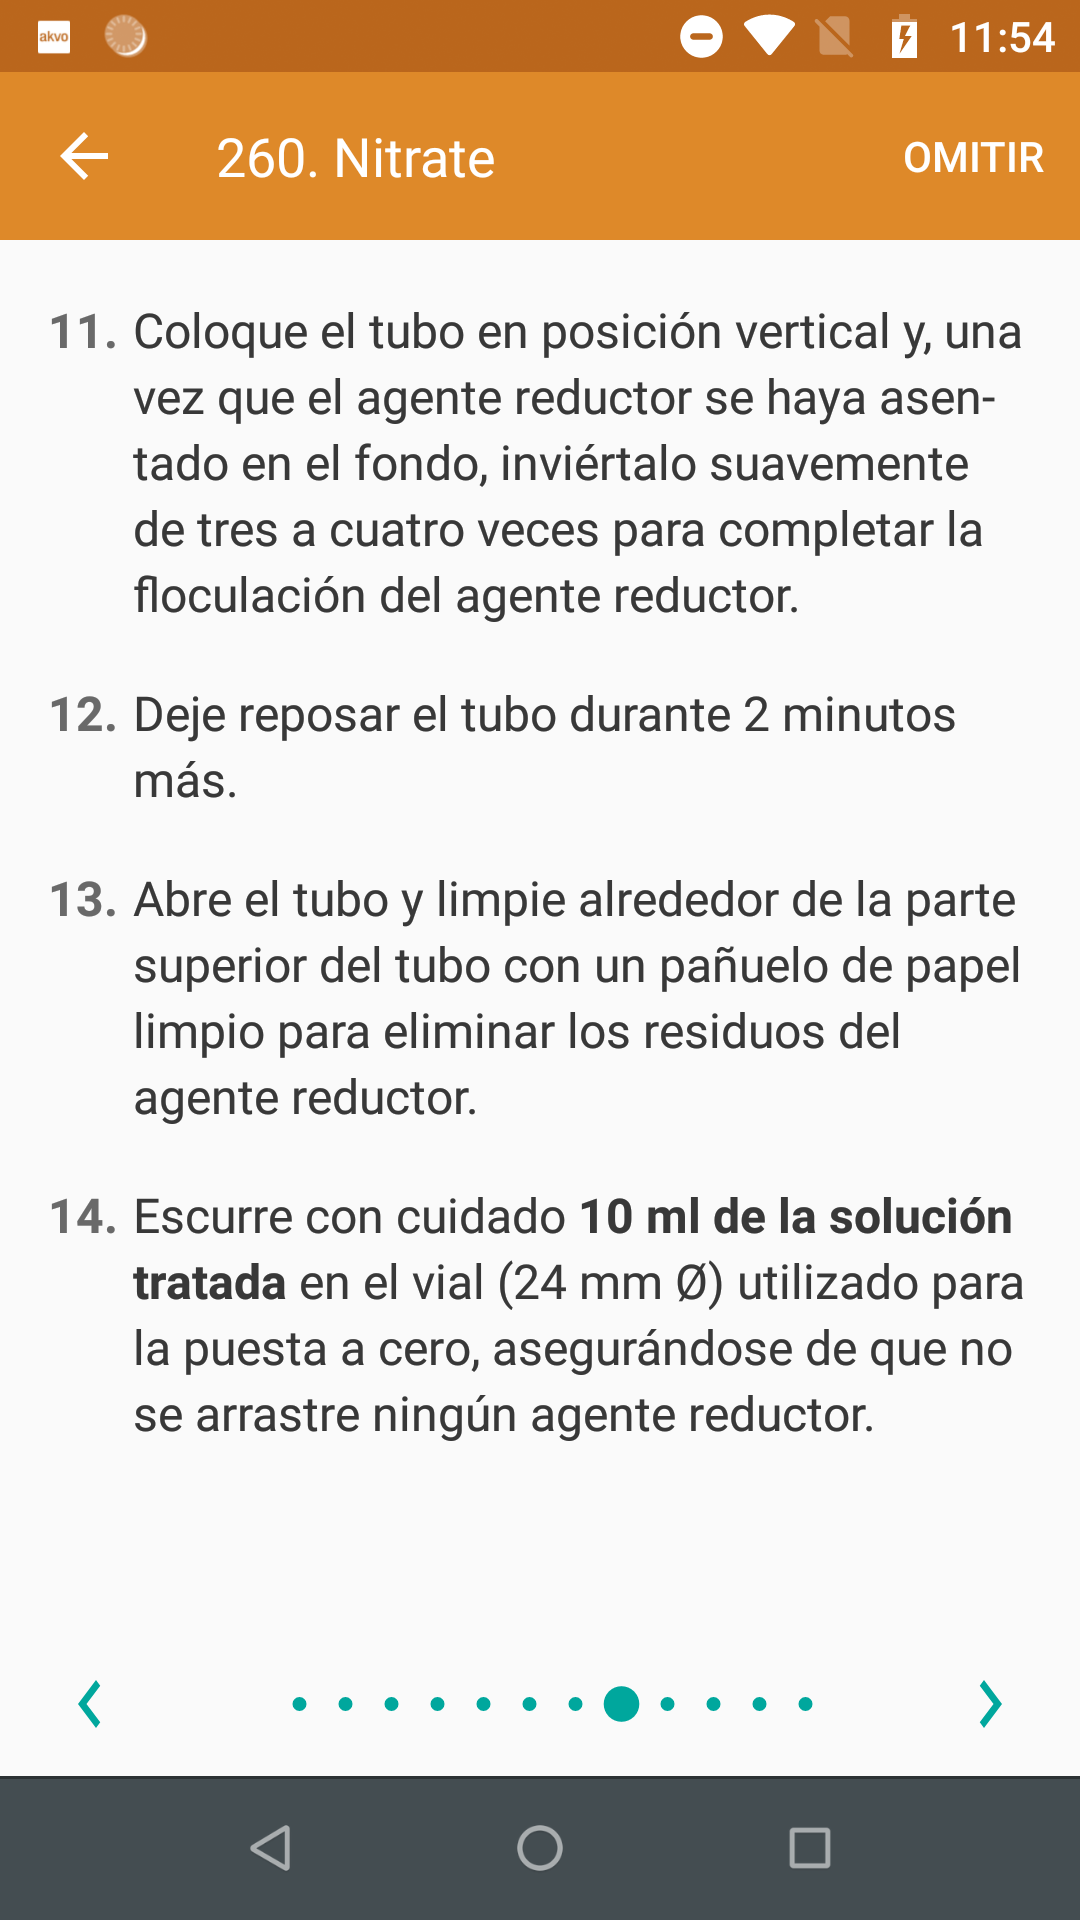 akvo
11:54
260. Nitrate
OMITIR
11. Coloque el tubo en posición vertical y, una
vez que el agente reductor se haya asen-
tado en el fondo, inviértalo suavemente
de tres a cuatro veces para completar la
floculación del agente reductor.
12. Deje reposar el tubo durante 2 minutos
más.
13. Abre el tubo y limpie alrededor de la parte
superior del tubo con un pañuelo de papel
limpio para eliminar los residuos del
agente reductor.
14. Escurre con cuidado 10 ml de la solución
tratada en el vial (24 mm Ø) utilizado para
la puesta a cero, asegurándose de que no
se arrastre ningún agente reductor.